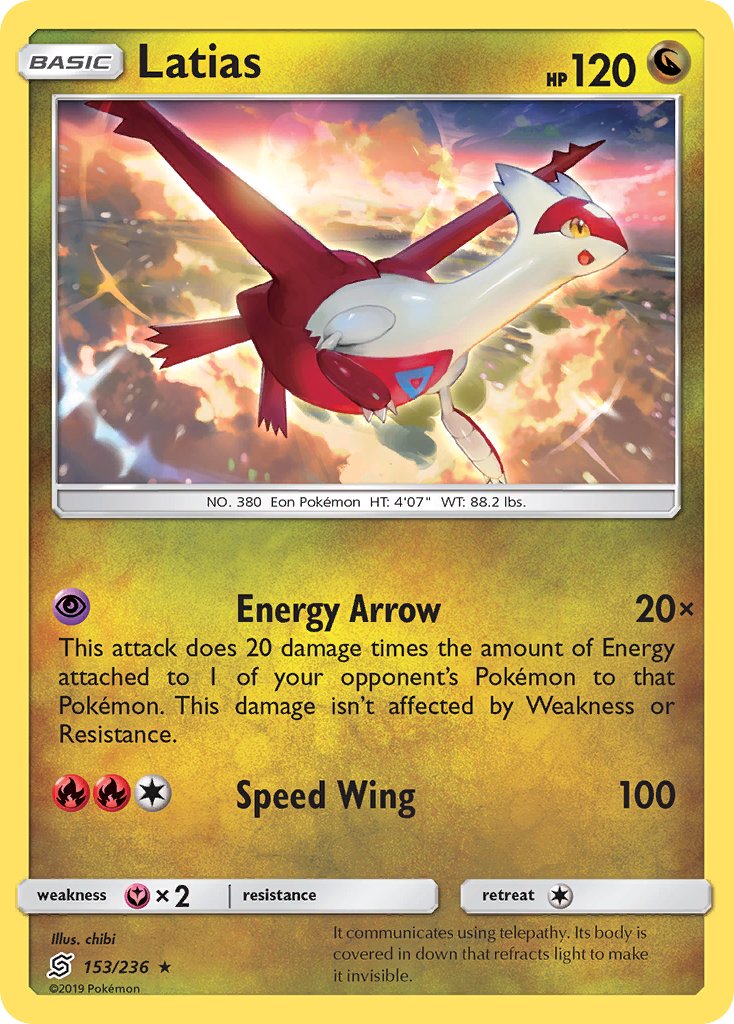 BASIC Latias HP 120
NO. 380 Eon Pokémon HT: 4'07" WT: 88.2 lbs.
Energy Arrow 20×
This attack does 20 damage times the amount of Energy
attached to 1 of your opponent's Pokémon to that
Pokémon. This damage isn't affected by Weakness or
Resistance.
Speed Wing 100
weakness ×2 resistance retreat
Illus. chibi
153/236 ★
©2019 Pokémon
It communicates using telepathy. Its body is
covered in down that refracts light to make
it invisible.